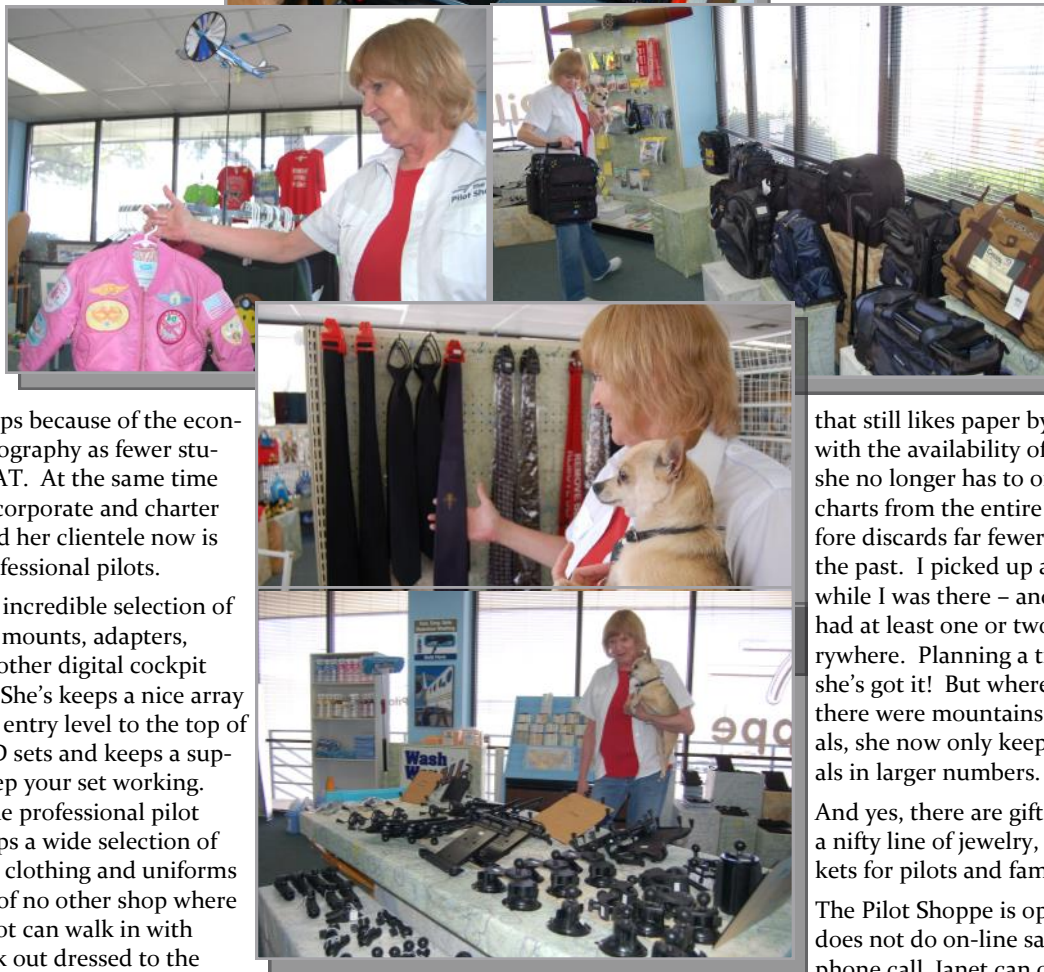 the
Pilot Sho
REMOVE
Wash
ps because of the econ-
ography as fewer stu-
AT. At the same time
corporate and charter
d her clientele now is
fessional pilots.
incredible selection of
mounts, adapters,
other digital cockpit
She's keeps a nice array
entry level to the top of
D sets and keeps a sup-
ep your set working.
e professional pilot
ps a wide selection of
clothing and uniforms
of no other shop where
ot can walk in with
k out dressed to the
that still likes paper by
with the availability of
she no longer has to or
charts from the entire
fore discards far fewer
the past. I picked up a
while I was there – and
had at least one or two
rywhere. Planning a tr
she's got it! But where
there were mountains
als, she now only keep
als in larger numbers.
And yes, there are gift
a nifty line of jewelry,
kets for pilots and fam
The Pilot Shoppe is op
does not do on-line sa
phone call, Janet can